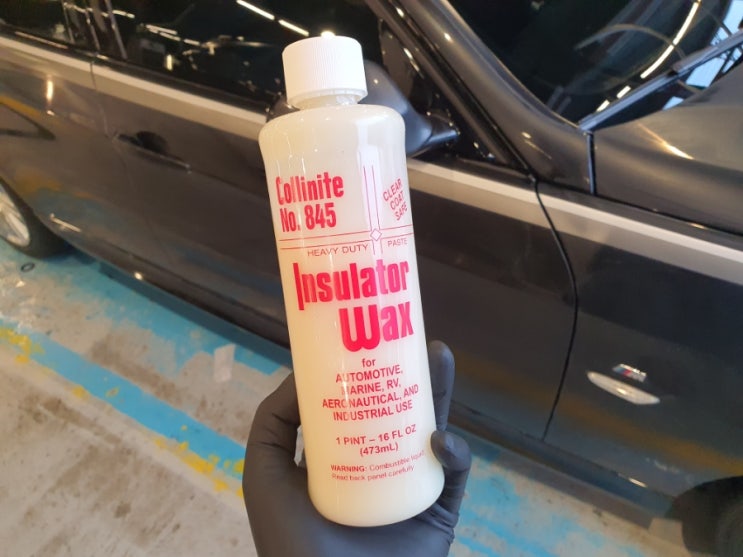 Collinite
No. 845
CLEAR
COAT
SAFE
HEAVY DUTY PASTE
Insulator
Wax
for
AUTOMOTIVE,
MARINE, RV,
AERONAUTICAL, AND
INDUSTRIAL USE
1 PINT – 16 FL OZ
(473mL)
WARNING: Combustible liquid
Read back panel carefully
M